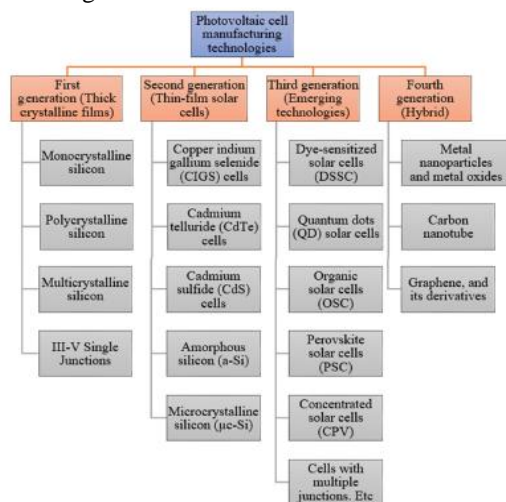 Photovoltaic cell
manufacturing
technologies
First
generation (Thick
crystalline films)
Monocrystalline
silicon
Polycrystalline
silicon
Multicrystalline
silicon
III-V Single
Junctions
Second generation
(Thin-film solar
cells)
Copper indium
gallium selenide
(CIGS) cells
Cadmium
telluride (CdTe)
cells
Cadmium
sulfide (CdS)
cells
Amorphous
silicon (a-Si)
Microcrystalline
silicon (μc-Si)
Third generation
(Emerging
technologies)
Dye-sensitized
solar cells
(DSSC)
Quantum dots
(QD) solar cells
Organic
solar cells
(OSC)
Perovskite
solar cells
(PSC)
Concentrated
solar cells
(CPV)
Cells with
multiple
junctions. Etc
Fourth
generation
(Hybrid)
Metal
nanoparticles
and metal oxides
Carbon
nanotube
Graphene, and
its derivatives